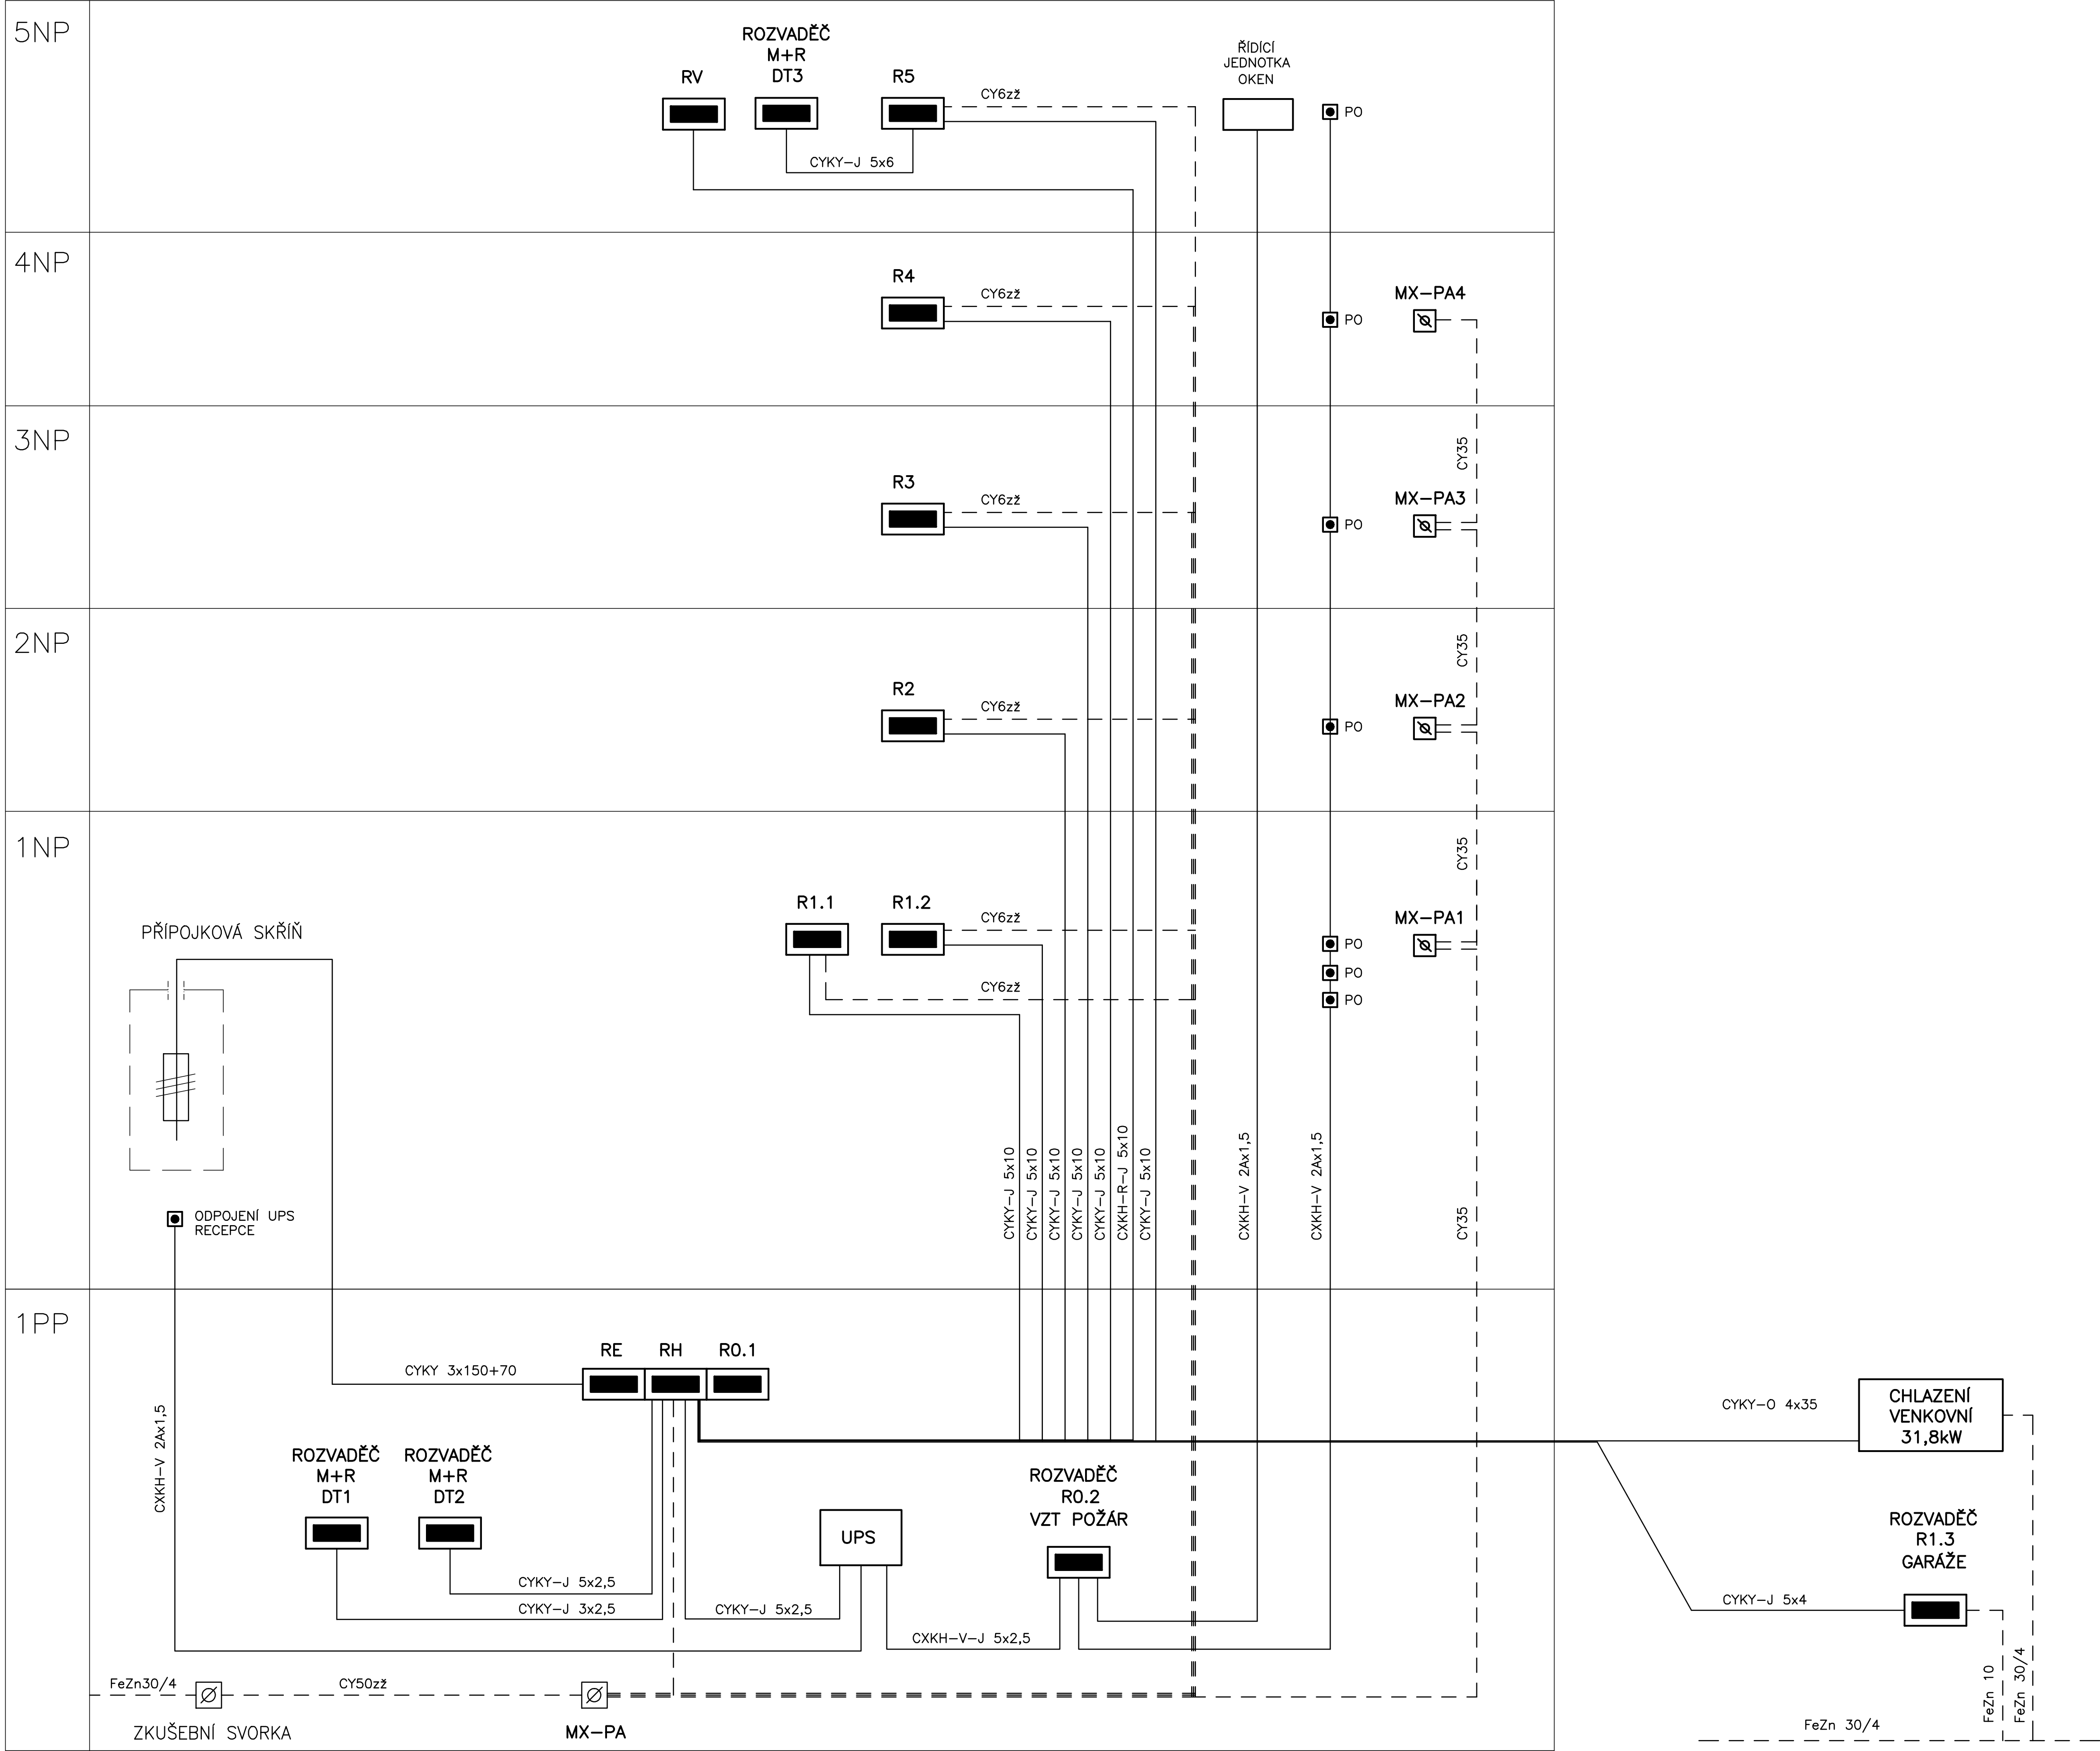 5NP
ROZVADĚČ
M+R
DT3
RV
R5
CY6zž
CYKY-J 5x6
ŘÍDÍCÍ
JEDNOTKA
OKEN
PO
4NP
R4
CY6zž
PO
MX-PA4
3NP
R3
CY6zž
PO
CY35
MX-PA3
2NP
R2
CY6zž
PO
CY35
MX-PA2
1NP
PŘÍPOJKOVÁ SKŘÍŇ
R1.1
R1.2
CY6zž
CY6zž
PO
PO
PO
CY35
MX-PA1
ODPOJENÍ UPS
RECEPCE
CYKY-J 5x10
CYKY-J 5x10
CYKY-J 5x10
CYKY-J 5x10
CYKY-J 5x10
CXKH-R-J 5x10
CYKY-J 5x10
CXKH-V 2Ax1,5
CXKH-V 2Ax1,5
CY35
1PP
CXKH-V 2Ax1,5
CYKY 3x150+70
RE
RH
R0.1
ROZVADĚČ
M+R
DT1
ROZVADĚČ
M+R
DT2
CYKY-J 5x2,5
CYKY-J 3x2,5
CYKY-J 5x2,5
UPS
CXKH-V-J 5x2,5
ROZVADĚČ
R0.2
VZT POŽÁR
FeZn30/4
CY50zž
ZKUŠEBNÍ SVORKA
MX-PA
CYKY-O 4x35
CHLAZENÍ
VENKOVNÍ
31,8kW
ROZVADĚČ
R1.3
GARÁŽE
CYKY-J 5x4
FeZn 10
FeZn 30/4
FeZn 30/4